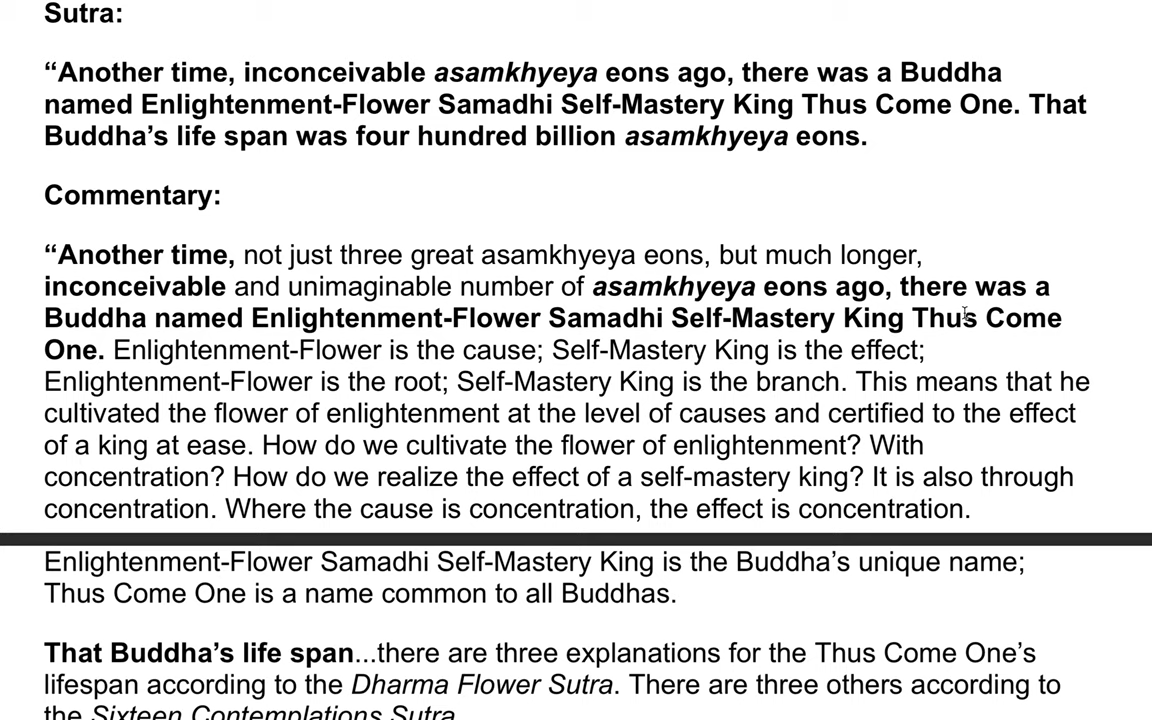 Sutra:
“Another time, inconceivable asamkhyeya eons ago, there was a Buddha
named Enlightenment-Flower Samadhi Self-Mastery King Thus Come One. That
Buddha’s life span was four hundred billion asamkhyeya eons.
Commentary:
“Another time, not just three great asamkhyeya eons, but much longer,
inconceivable and unimaginable number of asamkhyeya eons ago, there was a
Buddha named Enlightenment-Flower Samadhi Self-Mastery King Thus Come
One. Enlightenment-Flower is the cause; Self-Mastery King is the effect;
Enlightenment-Flower is the root; Self-Mastery King is the branch. This means that he
cultivated the flower of enlightenment at the level of causes and certified to the effect
of a king at ease. How do we cultivate the flower of enlightenment? With
concentration? How do we realize the effect of a self-mastery king? It is also through
concentration. Where the cause is concentration, the effect is concentration.
Enlightenment-Flower Samadhi Self-Mastery King is the Buddha’s unique name;
Thus Come One is a name common to all Buddhas.
That Buddha’s life span...there are three explanations for the Thus Come One’s
lifespan according to the Dharma Flower Sutra. There are three others according to
the Sixteen Contemplations Sutra